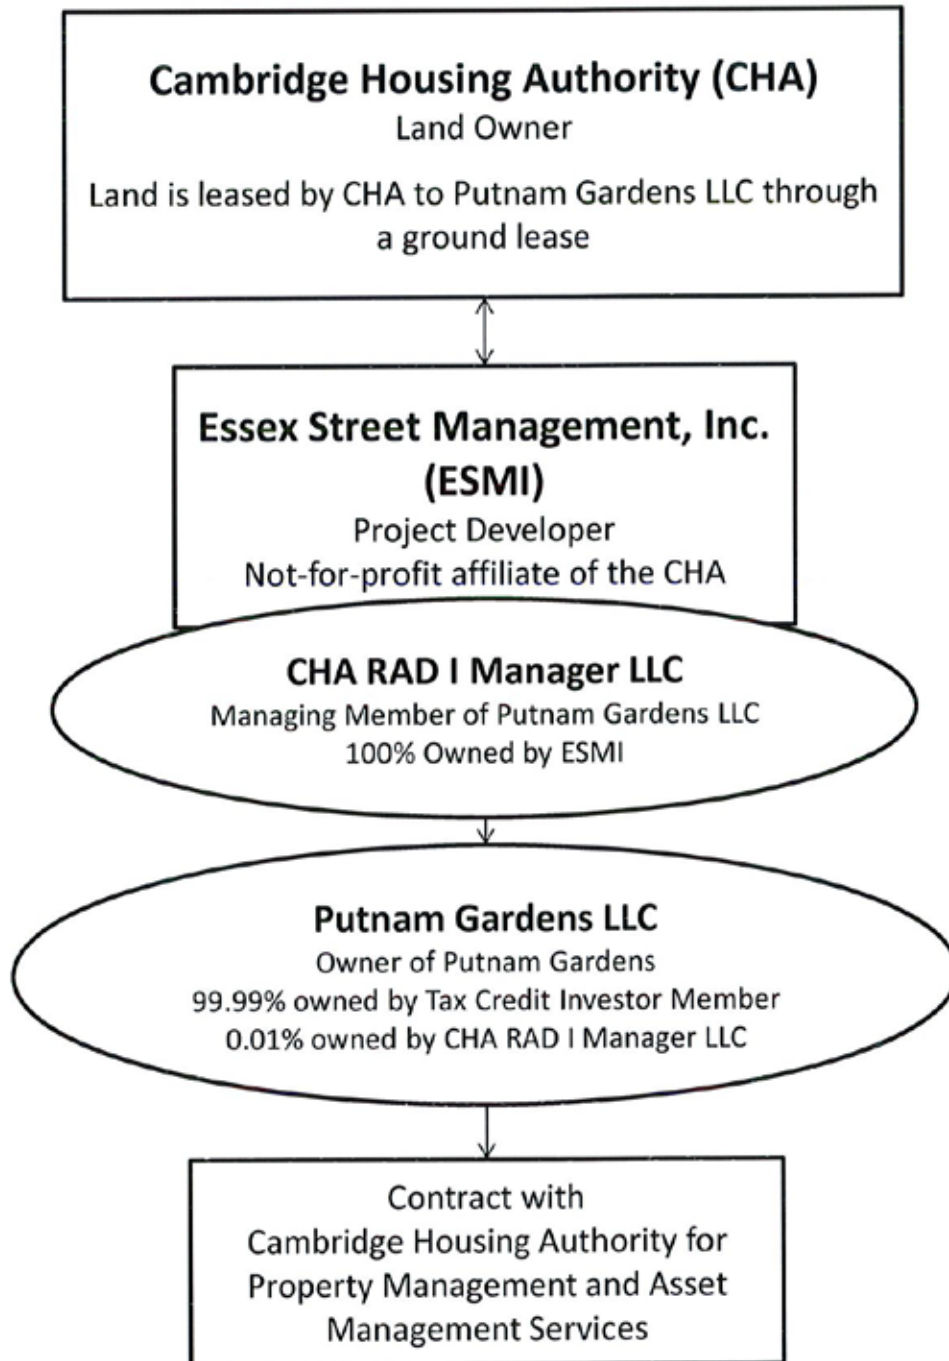 Cambridge Housing Authority (CHA)
Land Owner
Land is leased by CHA to Putnam Gardens LLC through
a ground lease
Essex Street Management, Inc.
(ESMI)
Project Developer
Not-for-profit affiliate of the CHA
CHA RAD I Manager LLC
Managing Member of Putnam Gardens LLC
100% Owned by ESMI
Putnam Gardens LLC
Owner of Putnam Gardens
99.99% owned by Tax Credit Investor Member
0.01% owned by CHA RAD I Manager LLC
Contract with
Cambridge Housing Authority for
Property Management and Asset
Management Services